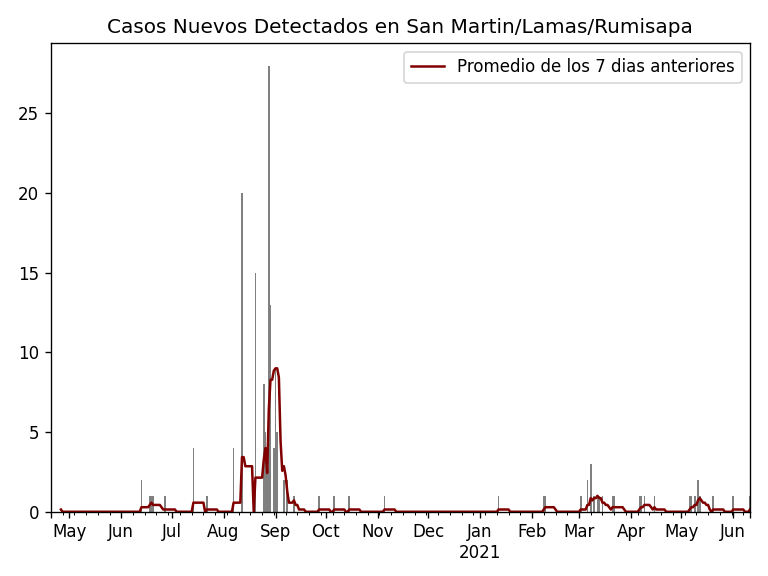 Casos Nuevos Detectados en San Martin/Lamas/Rumisapa
Promedio de los 7 dias anteriores
25
20
15
10
5
0
May Jun Jul Aug Sep Oct Nov Dec Jan Feb Mar Apr May Jun
2021